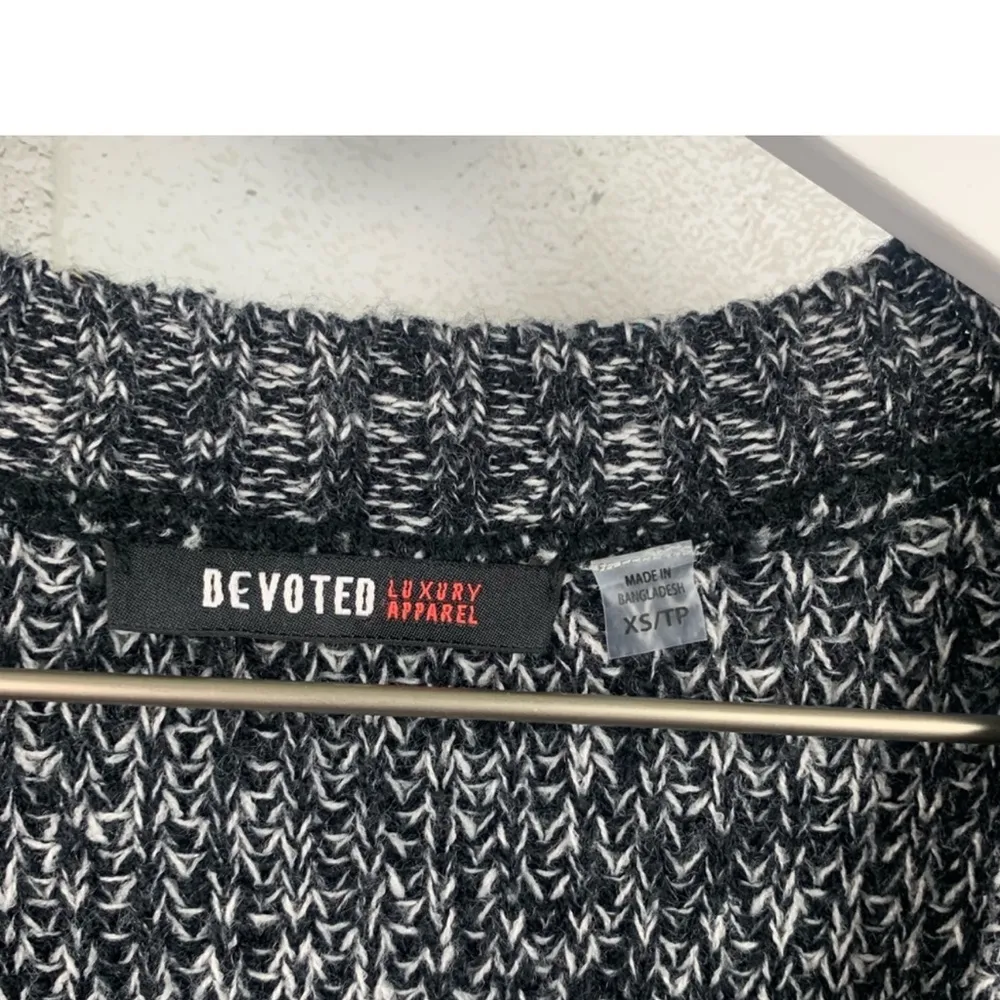 DEVOTED
LUXURY
APPAREL
MADE IN
BANGLADESH
XS/TP